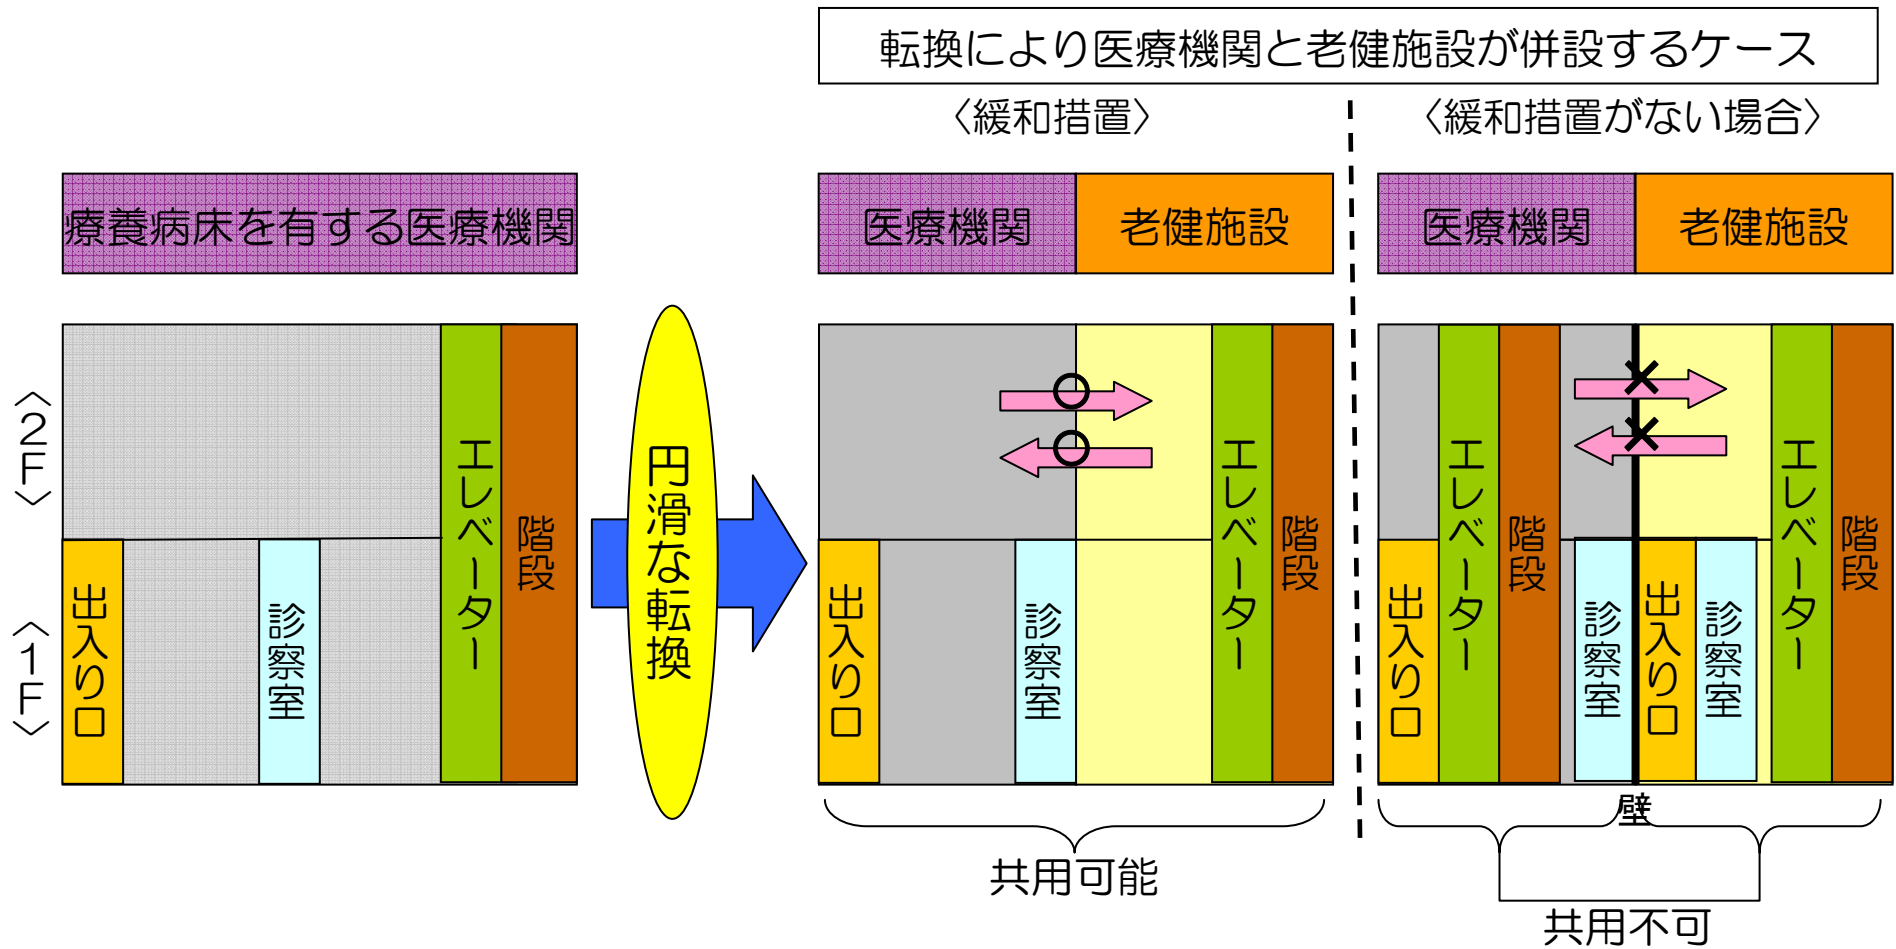 転換により医療機関と老健施設が併設するケース
〈緩和措置〉
〈緩和措置がない場合〉
療養病床を有する医療機関
医療機関
老健施設
医療機関
老健施設
〈2F〉
〈1F〉
出入り口
診察室
エレベーター
階段
円滑な転換
出入り口
診察室
エレベーター
階段
出入り口
エレベーター
階段
診察室
出入り口
診察室
エレベーター
階段
壁
共用可能
共用不可